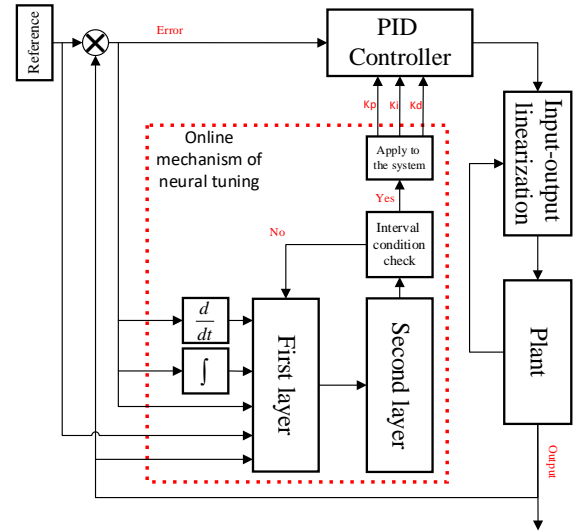 Reference
Error
PID
Controller
Kp
Ki
Kd
Input-output
linearization
Online
mechanism of
neural tuning
Apply to
the system
Yes
No
Interval
condition
check
d
dt
∫
First layer
Second layer
Plant
Output